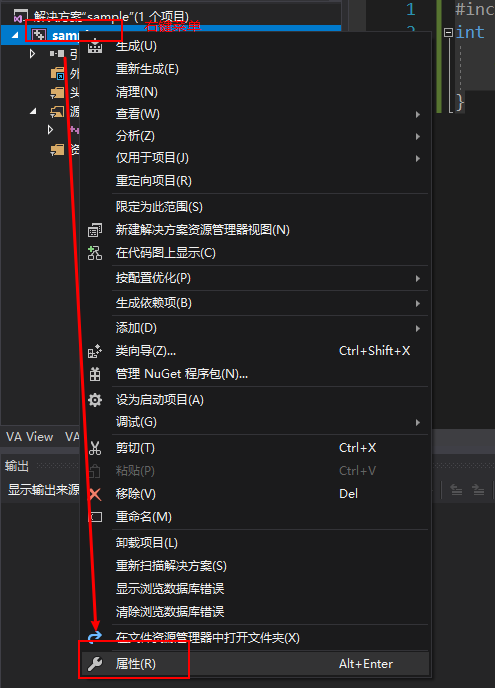 解决方案"sample"(1 个项目)
右键菜单
1
#inc
sam
2
int
生成(U)
引
重新生成(E)
外
清理(N)
头
查看(W)
}
源
分析(Z)
仅用于项目(J)
资
重定向项目(R)
限定为此范围(S)
新建解决方案资源管理器视图(N)
在代码图上显示(C)
按配置优化(P)
生成依赖项(B)
添加(D)
类向导(Z)... Ctrl+Shift+X
管理 NuGet 程序包(N)...
设为启动项目(A)
调试(G)
VA View VA
剪切(T) Ctrl+X
输出
粘贴(P) Ctrl+V
显示输出来源
移除(V) Del
重命名(M)
卸载项目(L)
重新扫描解决方案(S)
显示浏览数据库错误
清除浏览数据库错误
在文件资源管理器中打开文件夹(X)
属性(R) Alt+Enter